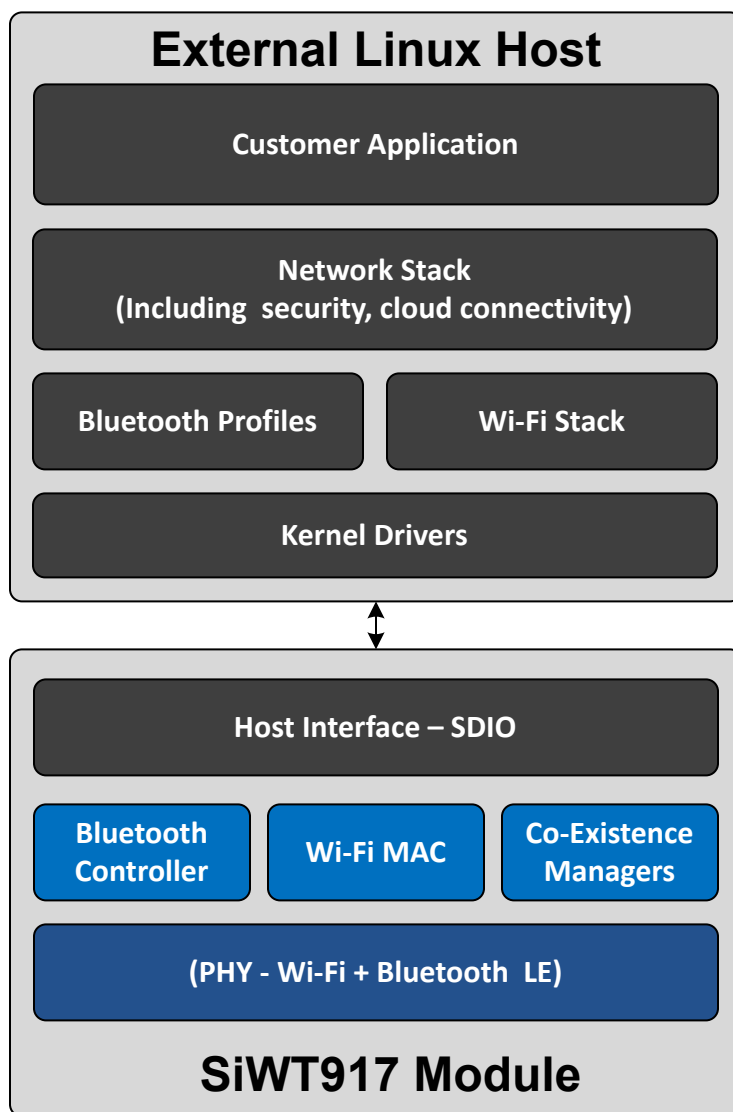 External Linux Host
Customer Application
Network Stack
(Including  security, cloud connectivity)
Bluetooth Profiles
Wi-Fi Stack
Kernel Drivers
Host Interface – SDIO
Bluetooth
Controller
Wi-Fi MAC
Co-Existence
Managers
(PHY - Wi-Fi + Bluetooth  LE)
SiWT917 Module